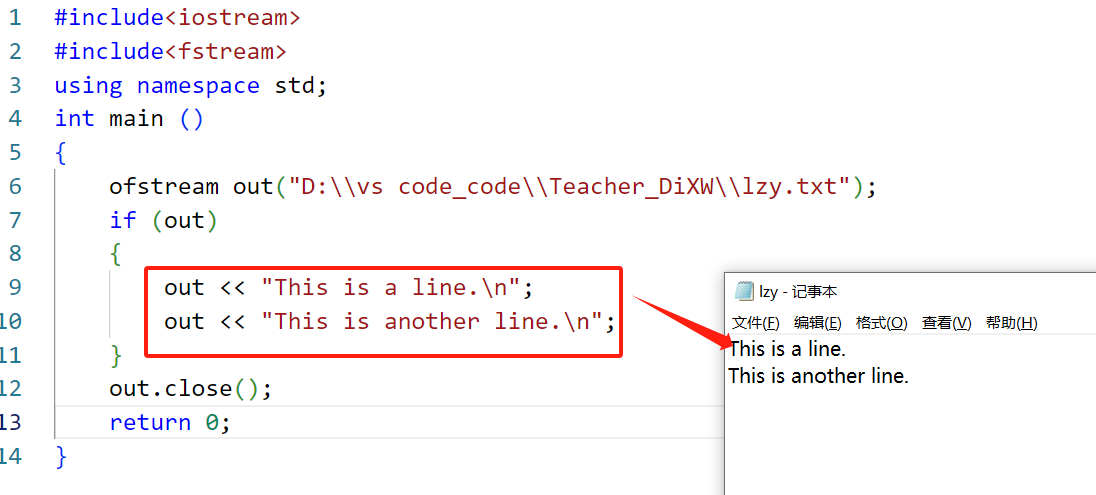 1 #include<iostream>
2 #include<fstream>
3 using namespace std;
4 int main ()
5 {
6 ofstream out("D:\\vs code_code\\Teacher_DiXW\\lzy.txt");
7 if (out)
8 {
9 out << "This is a line.\n";
10 out << "This is another line.\n";
11 }
12 out.close();
13 return 0;
14 }
lzy - 记事本
文件(F) 编辑(E) 格式(O) 查看(V) 帮助(H)
This is a line.
This is another line.